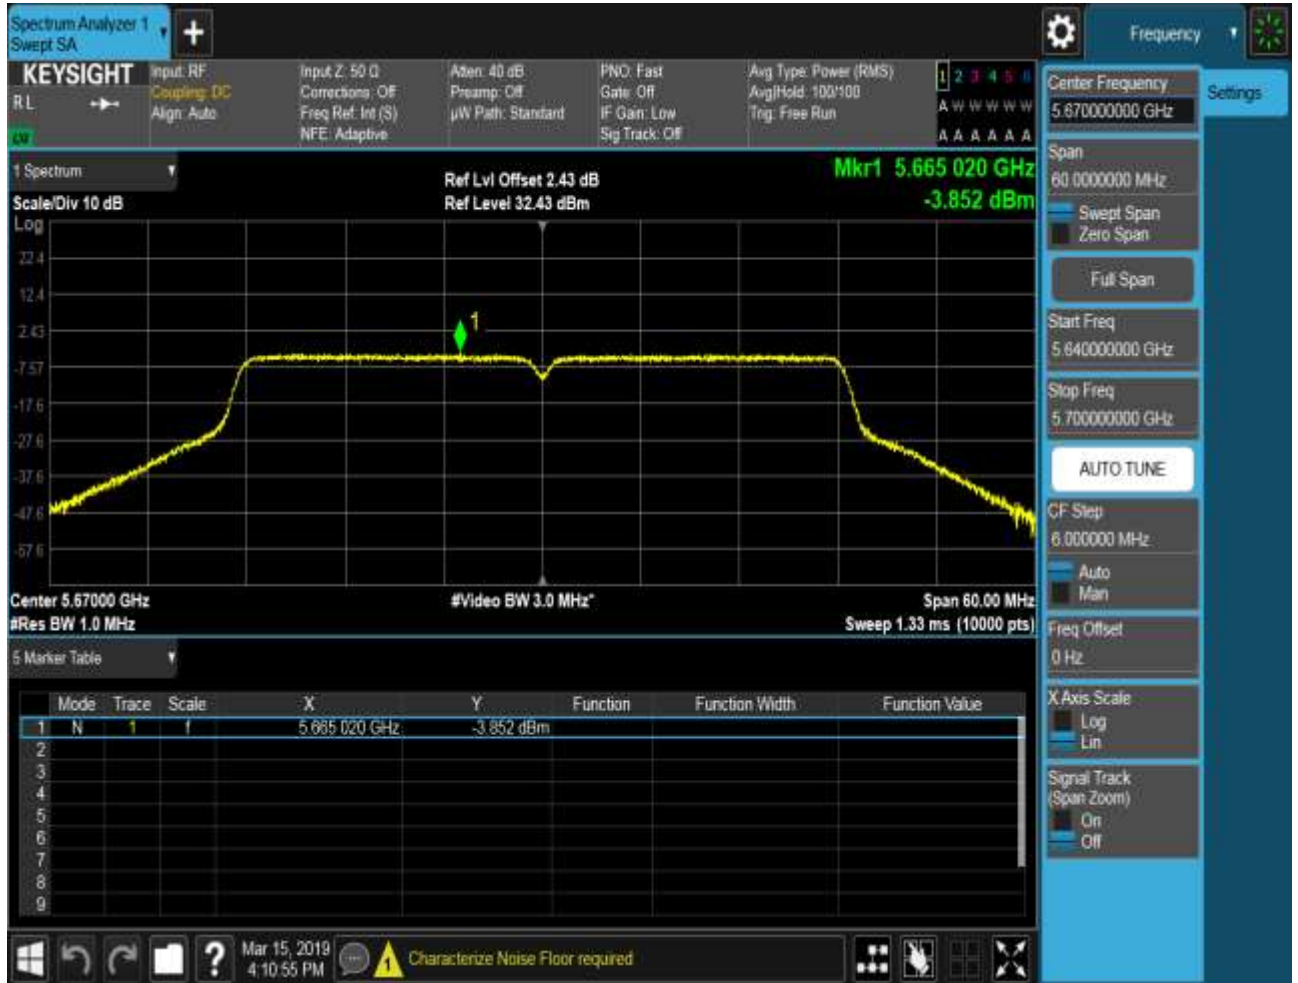 Spectrum Analyzer 1
Swept SA
+
Frequency
KEYSIGHT
RL
Input: RF
Coupling: DC
Align: Auto
Input Z: 50 Ω
Corrections: Off
Freq Ref: Int (S)
NFE: Adaptive
Atten: 40 dB
Preamp: Off
µW Path: Standard
PNO: Fast
Gate: Off
IF Gain: Low
Sig Track: Off
Avg Type: Power (RMS)
Avg|Hold: 100/100
Trig: Free Run
1 2 3 4 5 6
A W W W W W
A A A A A A
1 Spectrum
Scale/Div 10 dB
Ref Lvl Offset 2.43 dB
Ref Level 32.43 dBm
Mkr1 5.665 020 GHz
-3.852 dBm
Log
22.4
12.4
2.43
-7.57
-17.6
-27.6
-37.6
-47.6
-57.6
1
Center 5.67000 GHz
#Res BW 1.0 MHz
#Video BW 3.0 MHz*
Span 60.00 MHz
Sweep 1.33 ms (10000 pts)
5 Marker Table
Mode Trace Scale X Y Function Function Width Function Value
1 N 1 f 5.665 020 GHz -3.852 dBm
2
3
4
5
6
7
8
9
Center Frequency
5.670000000 GHz
Settings
Span
60.0000000 MHz
Swept Span
Zero Span
Full Span
Start Freq
5.640000000 GHz
Stop Freq
5.700000000 GHz
AUTO TUNE
CF Step
6.000000 MHz
Auto
Man
Freq Offset
0 Hz
X Axis Scale
Log
Lin
Signal Track
(Span Zoom)
On
Off
?
Mar 15, 2019
4:10:55 PM
1
Characterize Noise Floor required